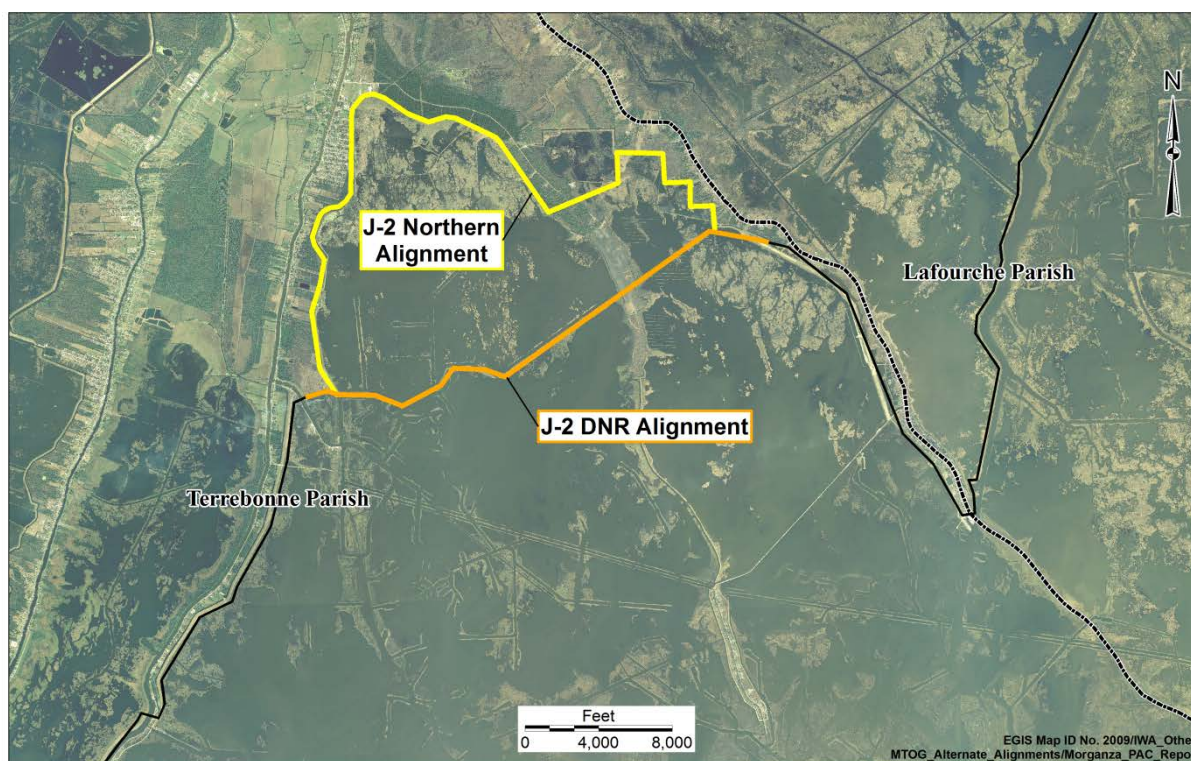 N
J-2 Northern
Alignment
Lafourche Parish
J-2 DNR Alignment
Terrebonne Parish
Feet
0 4,000 8,000
EGIS Map ID No. 2009/IWA_Othe
MTOG_Alternate_Alignments/Morganza_PAC_Repo